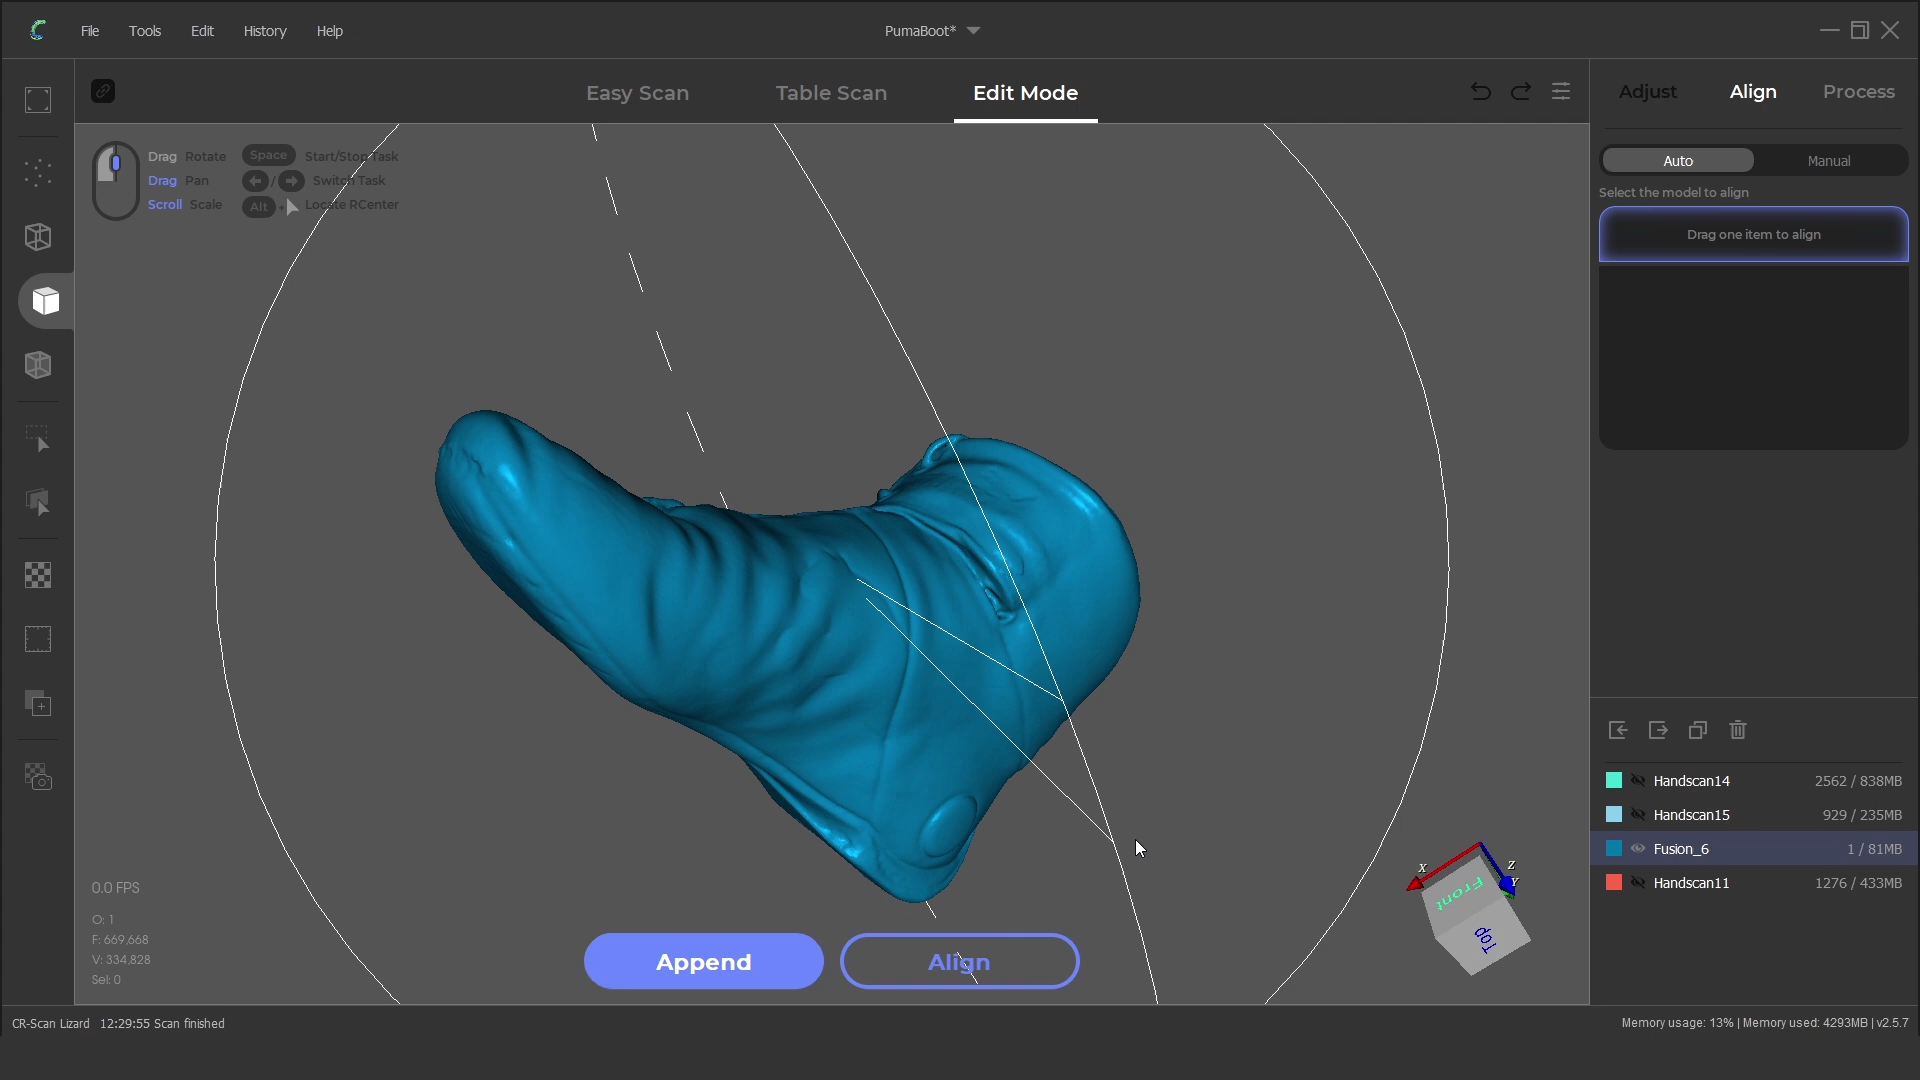 File Tools Edit History Help
PumaBoot*
Easy Scan Table Scan Edit Mode
Adjust Align Process
Drag Rotate Space Start/Stop Task
Drag Pan / Switch Task
Scroll Scale Alt + Locate RCenter
Auto Manual
Select the model to align
Drag one item to align
Handscan14 2562 / 838MB
Handscan15 929 / 235MB
Fusion_6 1 / 81MB
Handscan11 1276 / 433MB
X Z Y
Front
Top
0.0 FPS
O: 1
F: 669,668
V: 334,828
Sel: 0
Append Align
CR-Scan Lizard 12:29:55 Scan finished
Memory usage: 13% | Memory used: 4293MB | v2.5.7